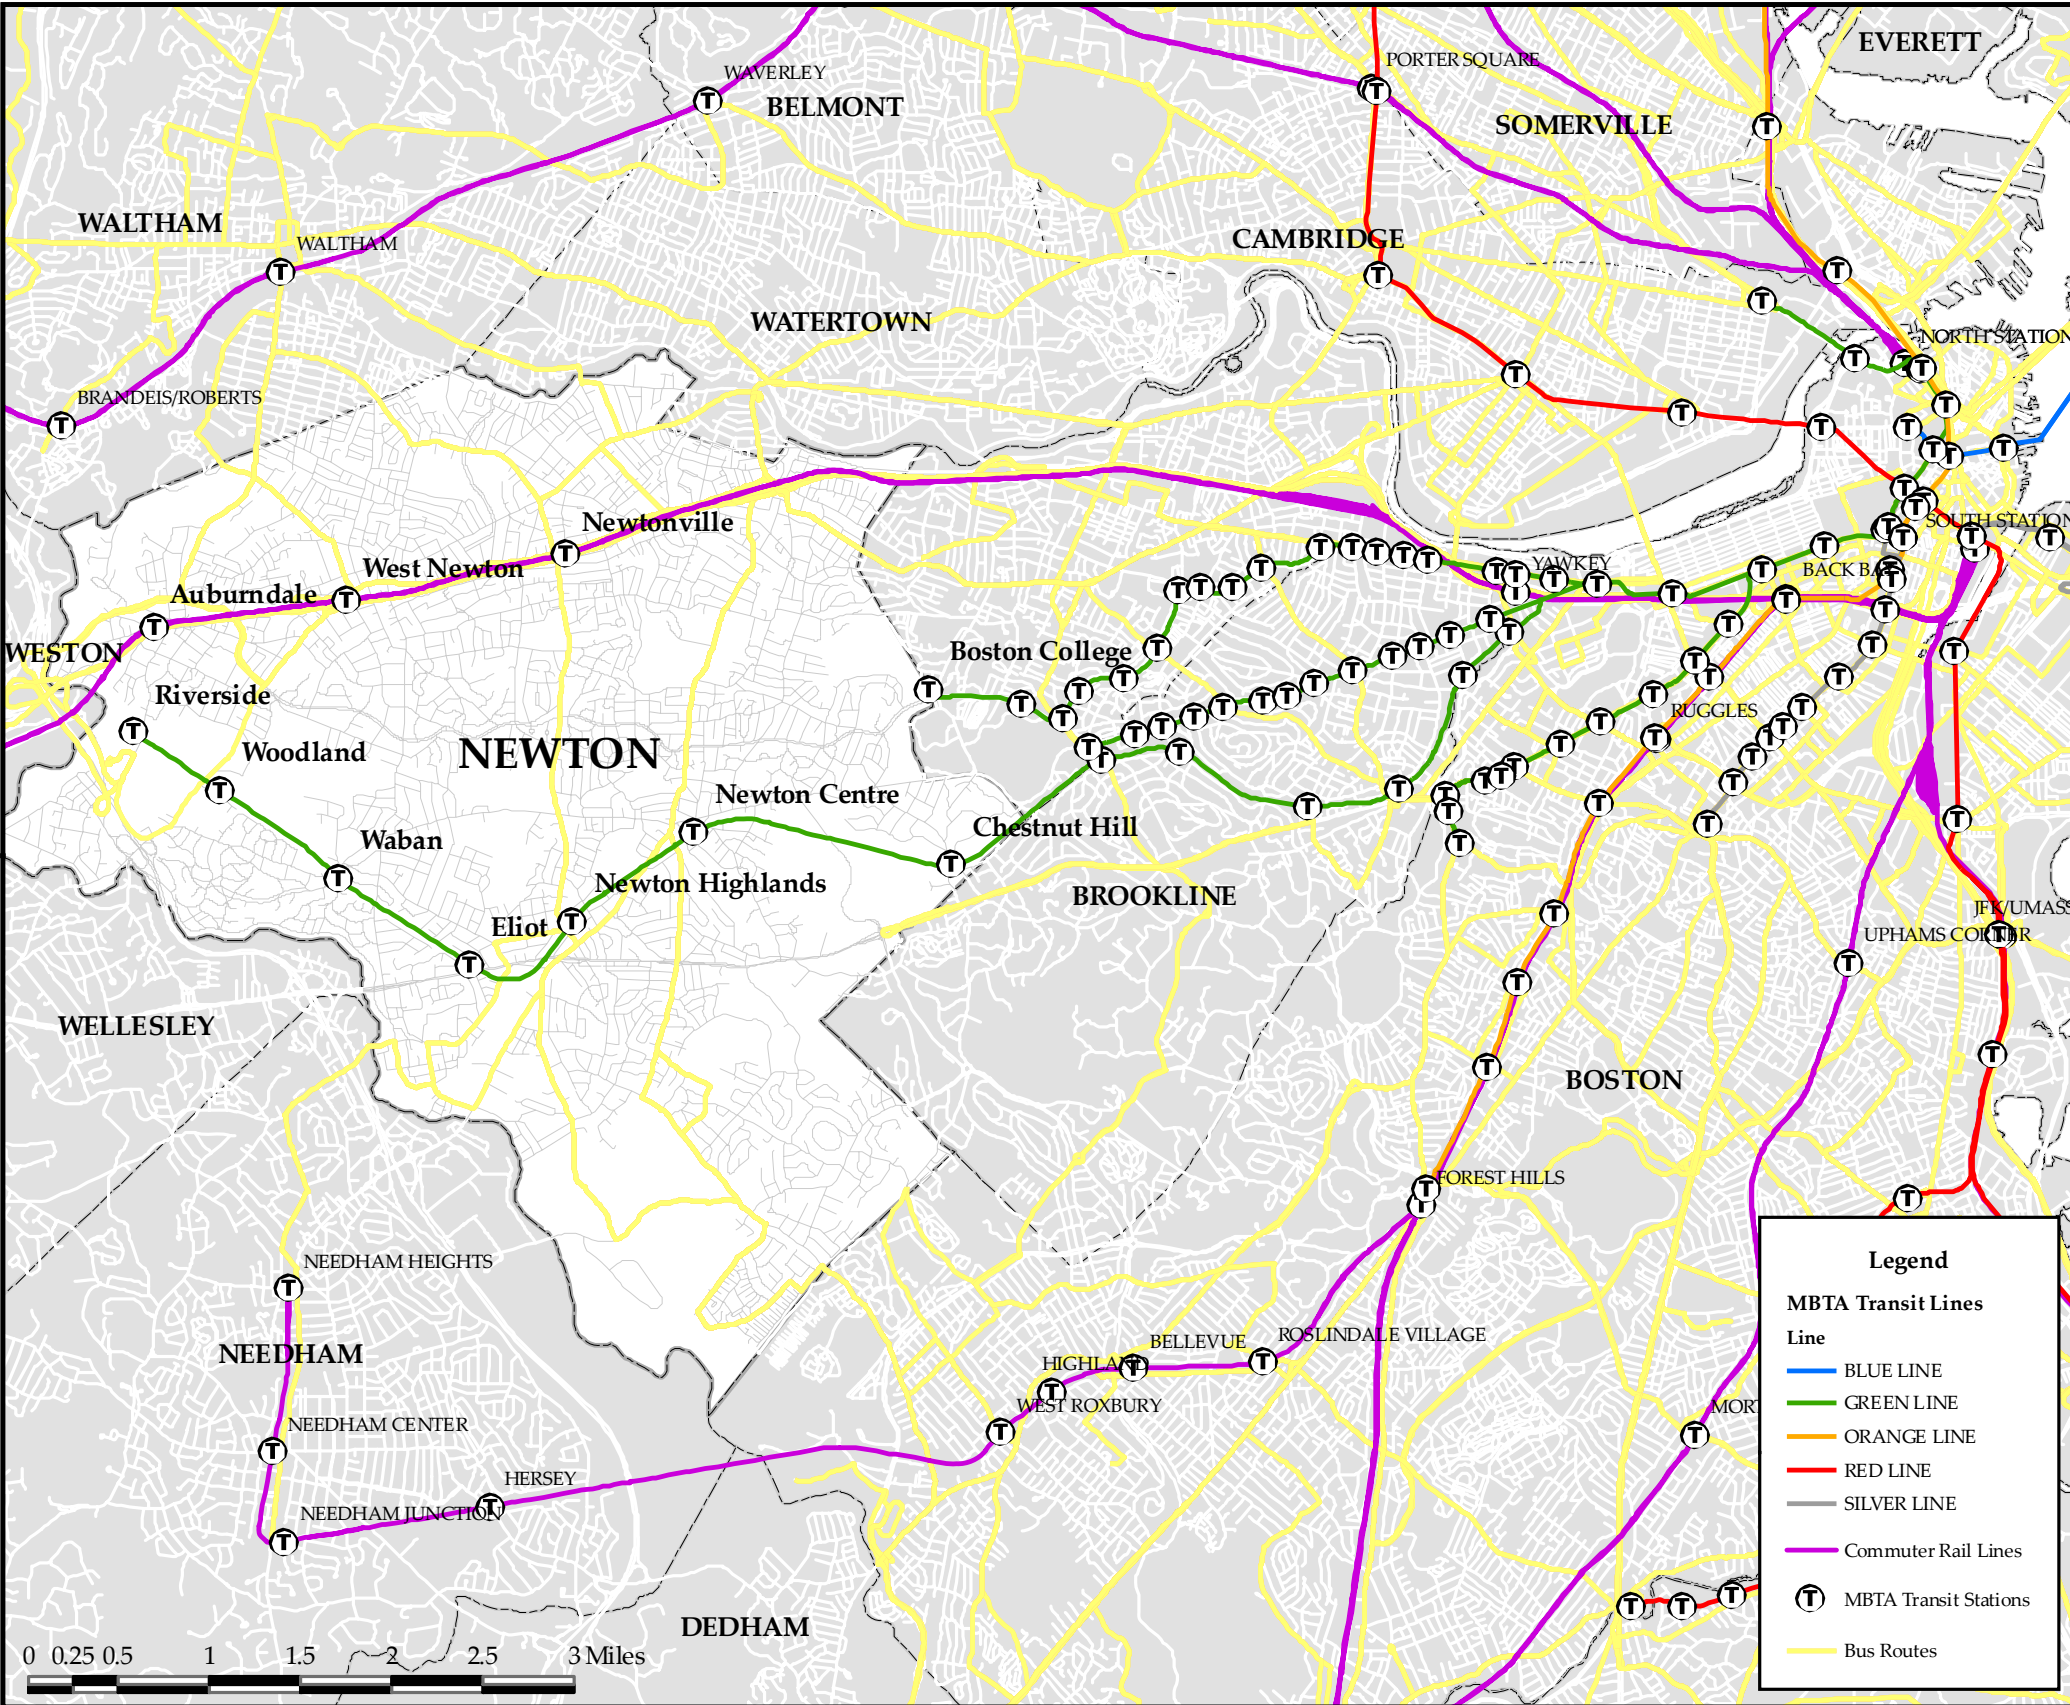 EVERETT
PORTER SQUARE
WAVERLEY
BELMONT
SOMERVILLE
WALTHAM
WALTHAM
CAMBRIDGE
WATERTOWN
NORTH STATION
BRANDEIS/ROBERTS
Newtonville
SOUTH STATION
West Newton
YAWKEY
BACK BAY
Auburndale
WESTON
Boston College
Riverside
RUGGLES
Woodland
NEWTON
Newton Centre
Chestnut Hill
Waban
Newton Highlands
BROOKLINE
JFK/UMASS
Eliot
UPHAMS CORNER
WELLESLEY
BOSTON
FOREST HILLS
NEEDHAM HEIGHTS
NEEDHAM
BELLEVUE
ROSLINDALE VILLAGE
HIGHLAND
WEST ROXBURY
MORT
NEEDHAM CENTER
HERSEY
NEEDHAM JUNCTION
DEDHAM
0 0.25 0.5 1 1.5 2 2.5 3 Miles
Legend
MBTA Transit Lines
Line
BLUE LINE
GREEN LINE
ORANGE LINE
RED LINE
SILVER LINE
Commuter Rail Lines
T MBTA Transit Stations
Bus Routes